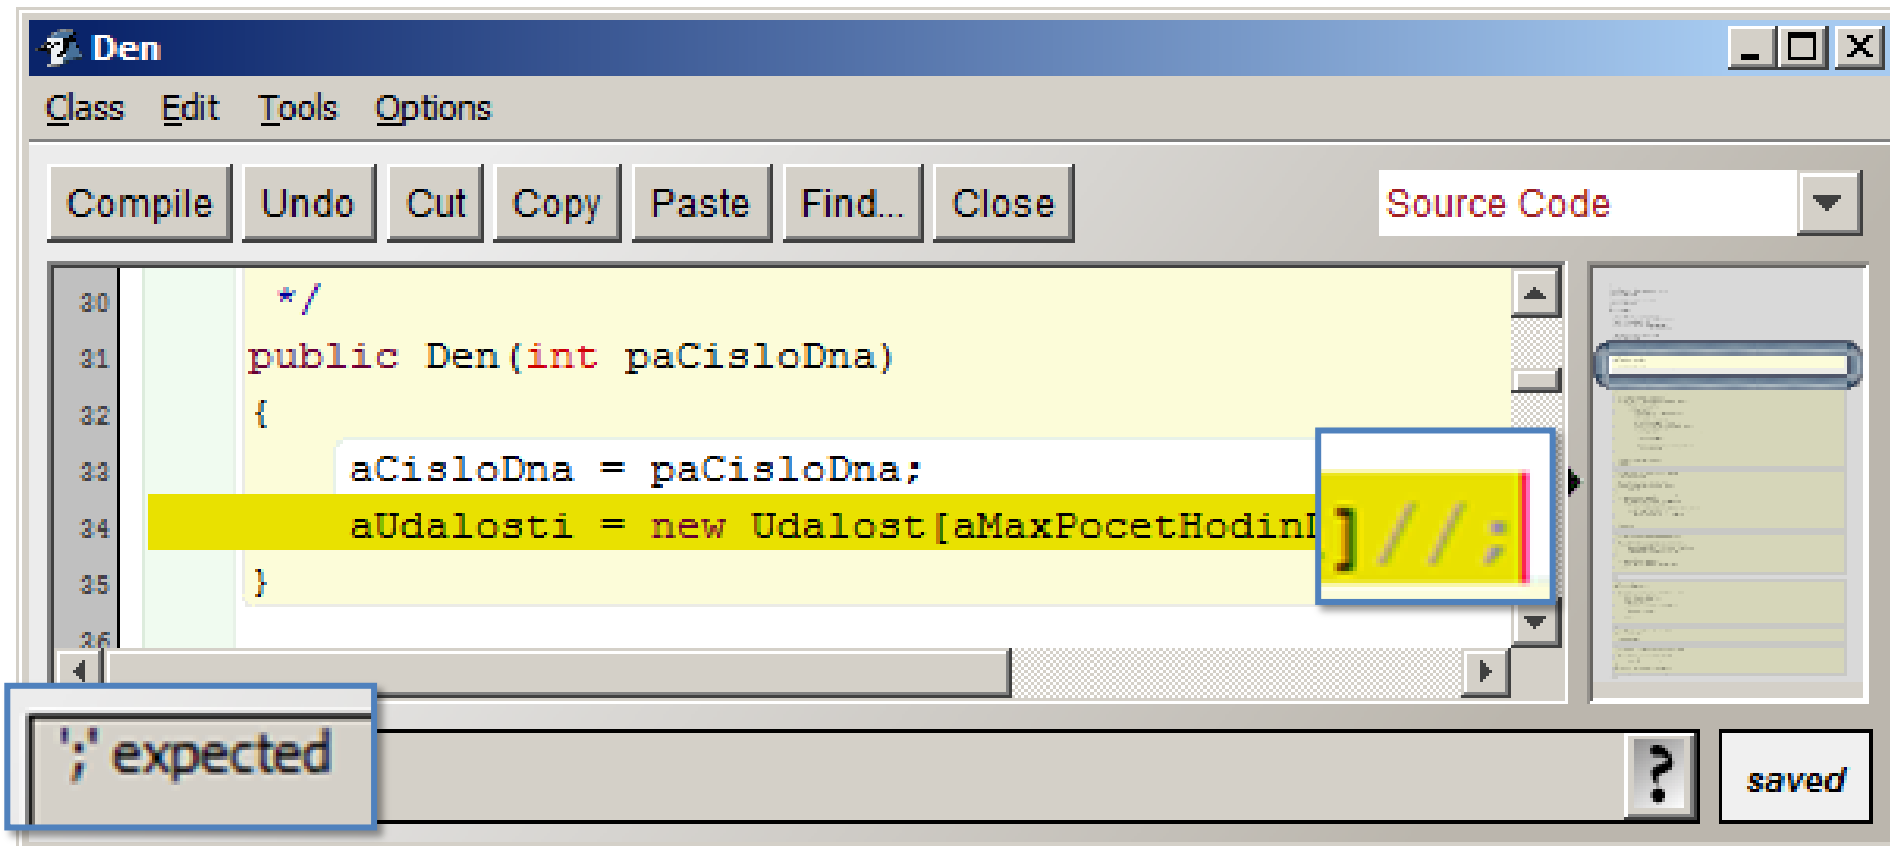 Den
Class Edit Tools Options
Compile Undo Cut Copy Paste Find... Close Source Code
30 */
31 public Den(int paCisloDna)
32 {
33 aCisloDna = paCisloDna;
34 aUdalosti = new Udalost[aMaxPocetHodin ]//;
35 }
36
';' expected ? saved